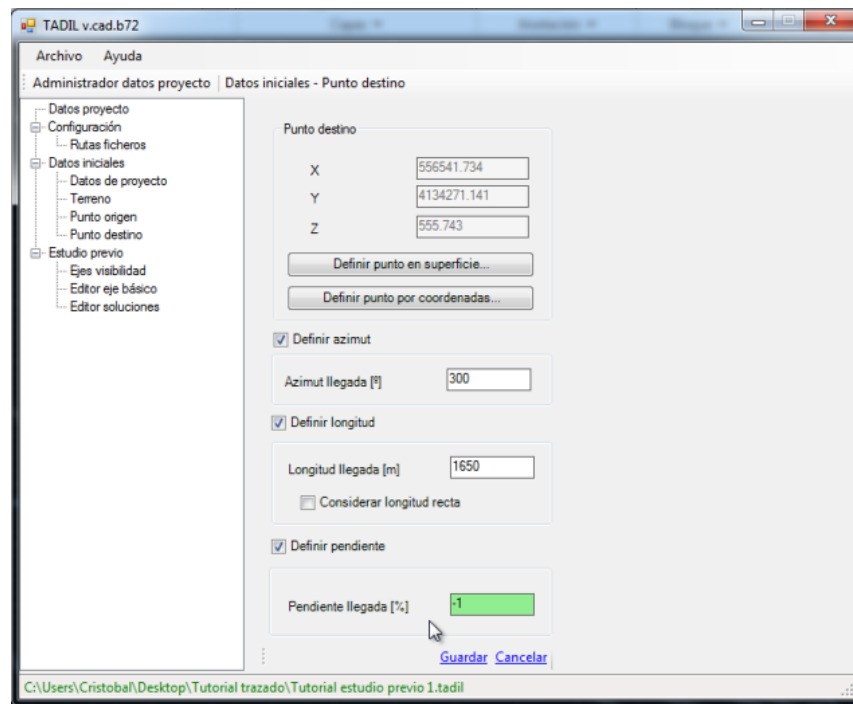 TADIL v.cad.b72
Archivo Ayuda
Administrador datos proyecto Datos iniciales - Punto destino
Datos proyecto
Configuración
Rutas ficheros
Datos iniciales
Datos de proyecto
Terreno
Punto origen
Punto destino
Estudio previo
Ejes visibilidad
Editor eje básico
Editor soluciones
Punto destino
X 556541.734
Y 4134271.141
Z 555.743
Definir punto en superficie...
Definir punto por coordenadas...
Definir azimut
Azimut llegada [º] 300
Definir longitud
Longitud llegada [m] 1650
Considerar longitud recta
Definir pendiente
Pendiente llegada [%] -1
Guardar Cancelar
C:\Users\Cristobal\Desktop\Tutorial trazado\Tutorial estudio previo 1.tadil